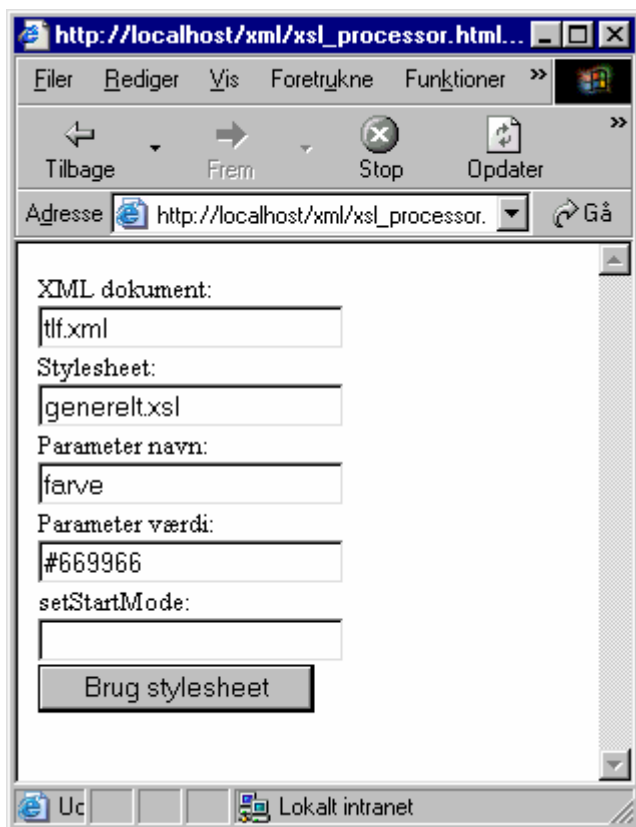 http://localhost/xml/xsl_processor.html...
Filer Rediger Vis Foretrukne Funktioner »
Tilbage Frem Stop Opdater »
Adresse http://localhost/xml/xsl_processor. Gå
XML dokument:
tlf.xml
Stylesheet:
generelt.xsl
Parameter navn:
farve
Parameter værdi:
#669966
setStartMode:
Brug stylesheet
Uc Lokalt intranet